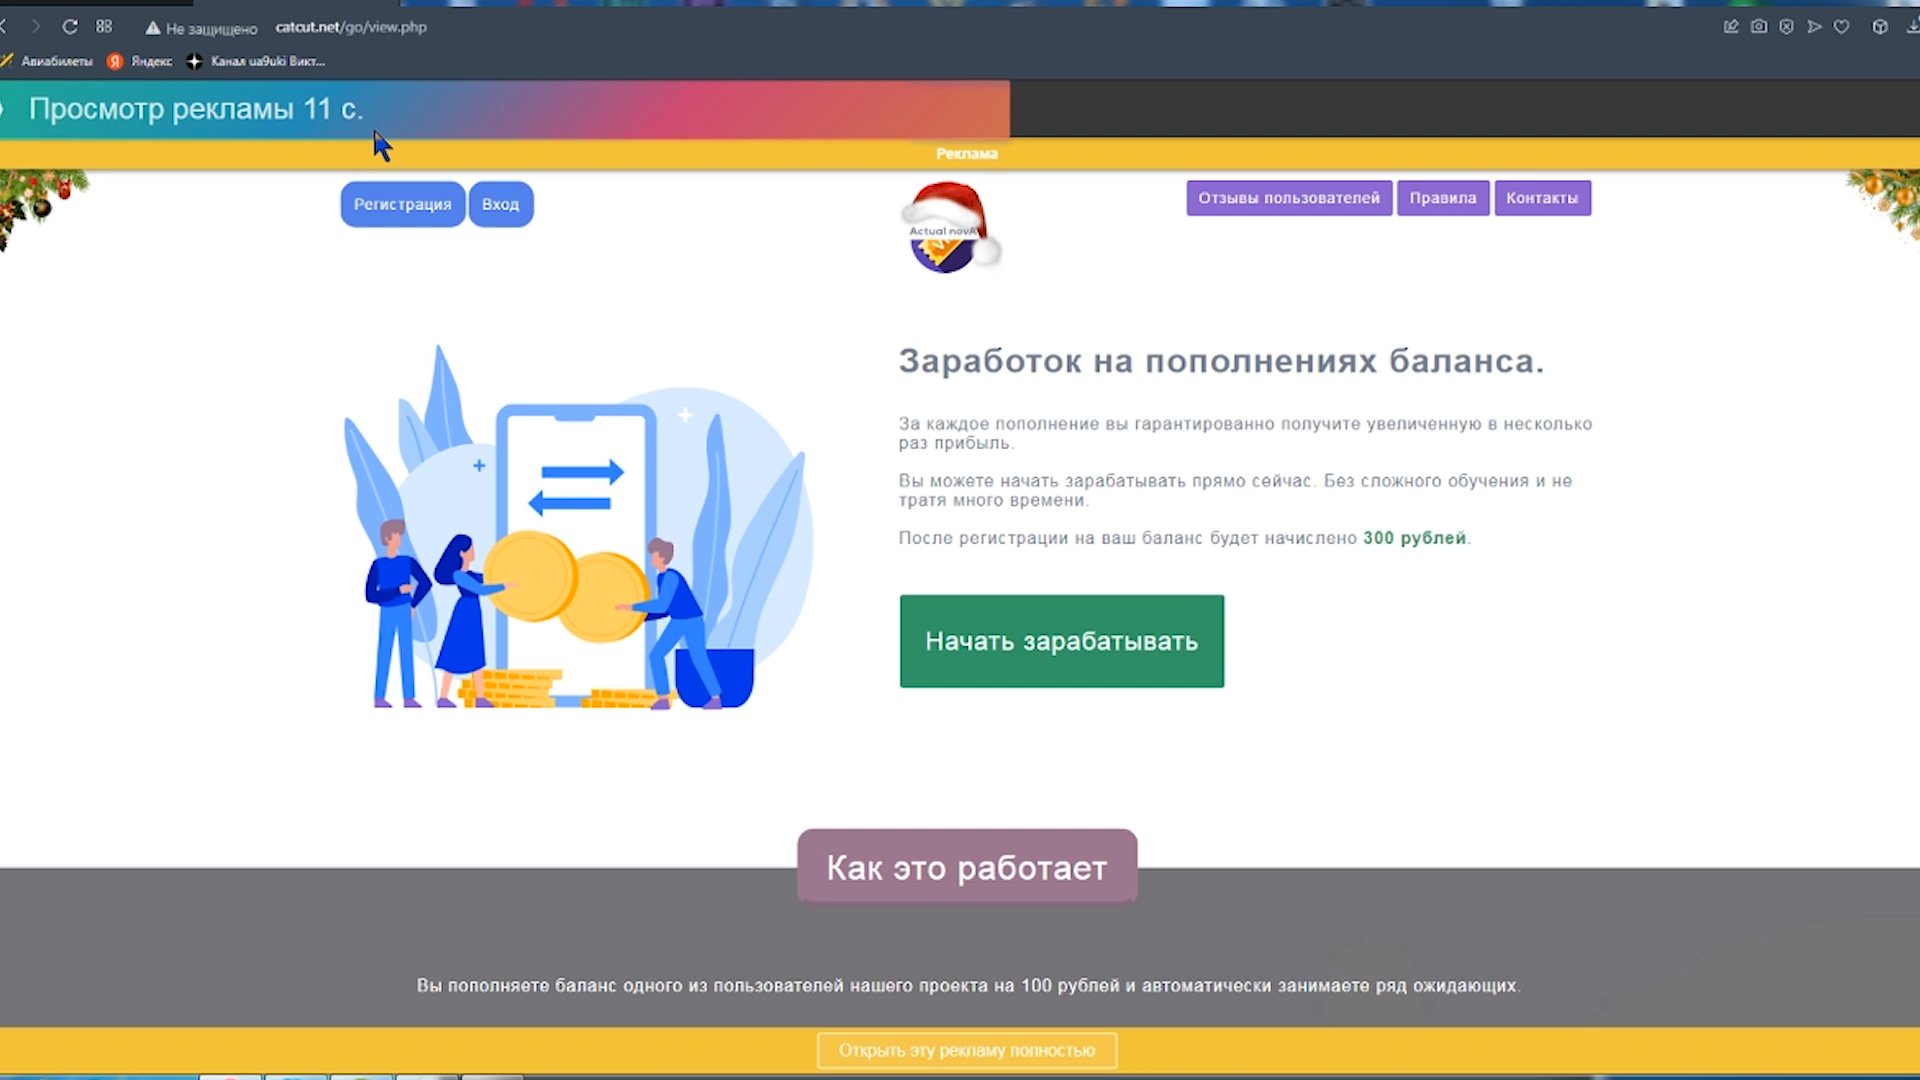 Не защищено catcut.net/go/view.php
Авиабилеты Яндекс Канал ua9uki Викт...
Просмотр рекламы 11 с.
Реклама
Регистрация Вход
Actual novA
Отзывы пользователей Правила Контакты
Заработок на пополнениях баланса.
За каждое пополнение вы гарантированно получите увеличенную в несколько
раз прибыль.
Вы можете начать зарабатывать прямо сейчас. Без сложного обучения и не
тратя много времени.
После регистрации на ваш баланс будет начислено 300 рублей.
Начать зарабатывать
Как это работает
Вы пополняете баланс одного из пользователей нашего проекта на 100 рублей и автоматически занимаете ряд ожидающих.
Открыть эту рекламу полностью